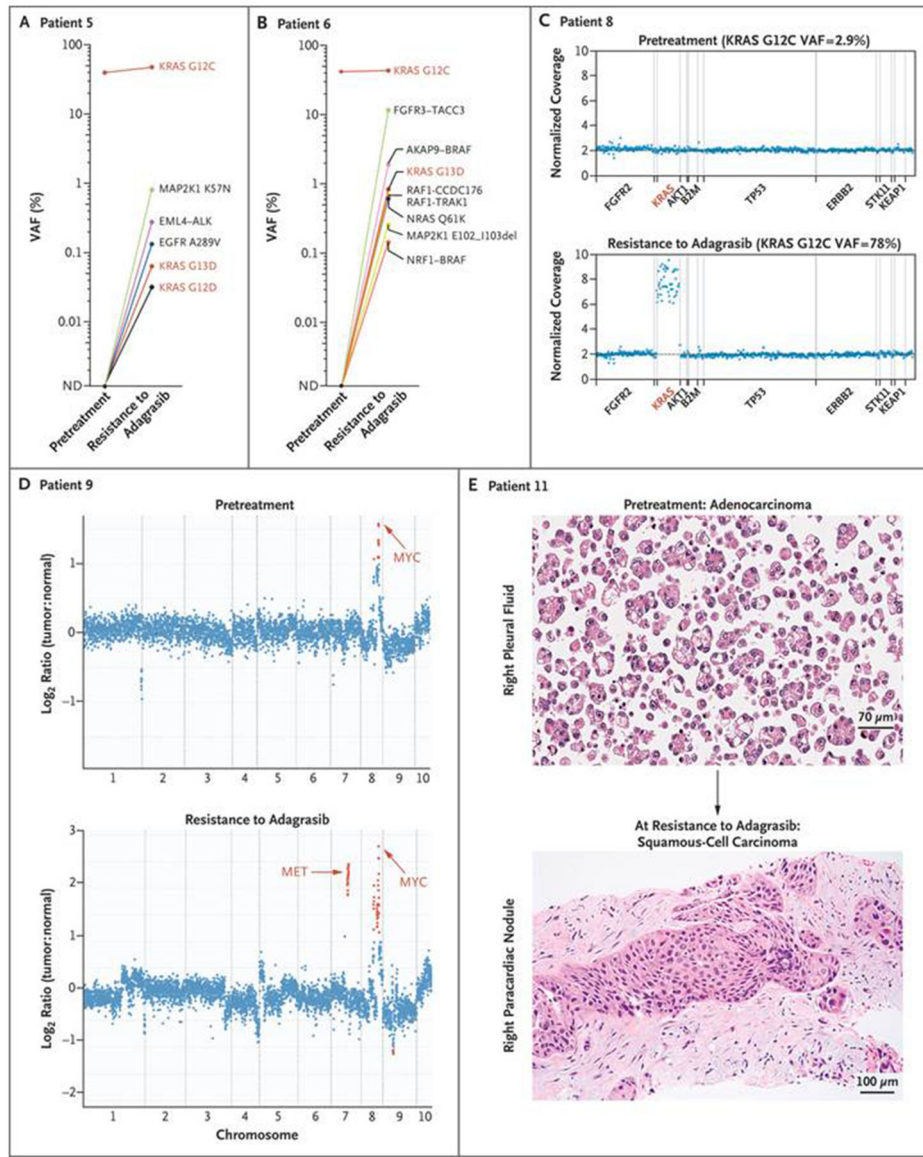 A Patient 5
VAF (%)
100
10
1
0.1
0.01
ND
KRAS G12C
MAP2K1 K57N
EML4–ALK
EGFR A289V
KRAS G13D
KRAS G12D
Pretreatment
Resistance to
Adagrasib
B Patient 6
VAF (%)
100
10
1
0.1
0.01
ND
KRAS G12C
FGFR3–TACC3
AKAP9–BRAF
KRAS G13D
RAF1-CCDC176
RAF1-TRAK1
NRAS Q61K
MAP2K1 E102_I103del
NRF1–BRAF
Pretreatment
Resistance to
Adagrasib
C Patient 8
Pretreatment (KRAS G12C VAF=2.9%)
Normalized Coverage
10
8
6
4
2
0
FGFR2
KRAS
AKT1
B2M
TP53
ERBB2
STK11
KEAP1
Resistance to Adagrasib (KRAS G12C VAF=78%)
Normalized Coverage
10
8
6
4
2
0
FGFR2
KRAS
AKT1
B2M
TP53
ERBB2
STK11
KEAP1
D Patient 9
Pretreatment
Log2 Ratio (tumor:normal)
1
0
−1
MYC
1 2 3 4 5 6 7 8 9 10
Resistance to Adagrasib
Log2 Ratio (tumor:normal)
3
2
1
0
−1
−2
MET
MYC
1 2 3 4 5 6 7 8 9 10
Chromosome
E Patient 11
Pretreatment: Adenocarcinoma
Right Pleural Fluid
70 µm
At Resistance to Adagrasib:
Squamous-Cell Carcinoma
Right Paracardiac Nodule
100 µm